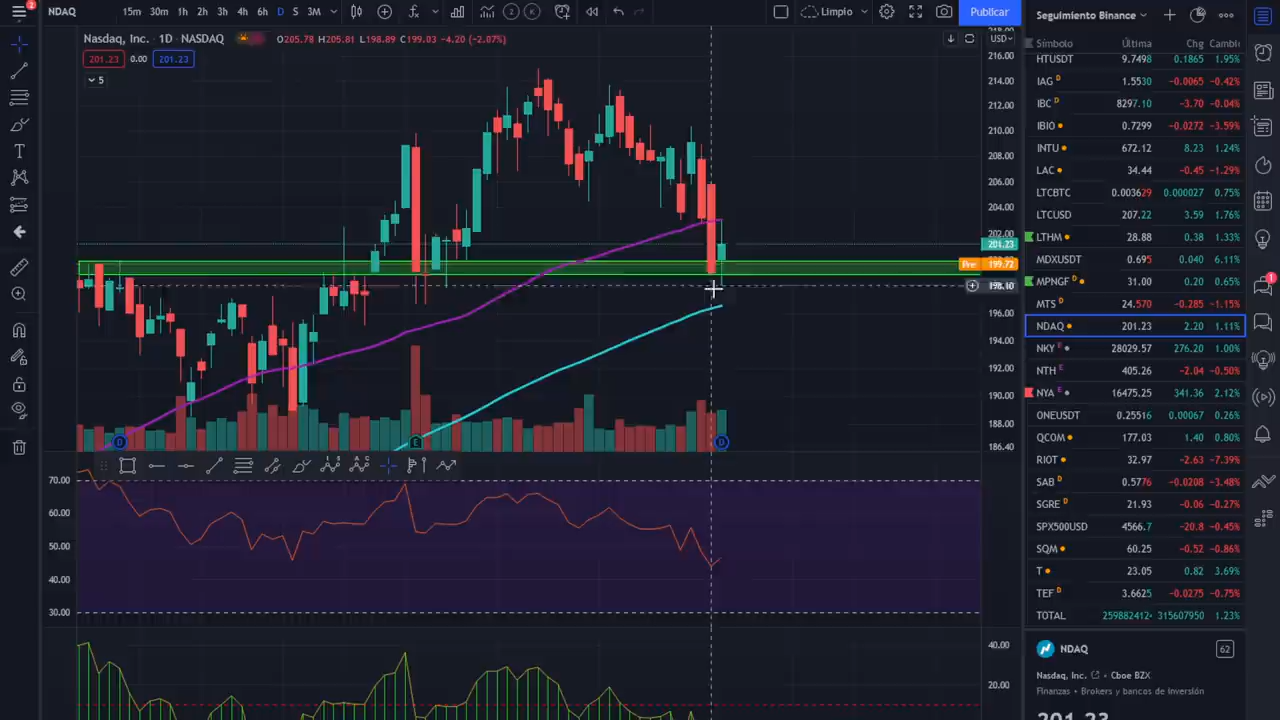 2
NDAQ
15m 30m 1h 2h 3h 4h 6h D S 3M
2 K
Limpio
Publicar
Nasdaq, Inc. · 1D · NASDAQ
O205.78 H205.81 L198.89 C199.03 -4.20 (-2.07%)
201.23 0.00 201.23
5
USD
216.00
214.00
212.00
210.00
208.00
206.00
204.00
202.00
201.23
Pre 199.72
198.10
196.00
194.00
192.00
190.00
188.00
186.40
D E D
70.00
60.00
50.00
40.00
30.00
40.00
20.00
Seguimiento Binance
Símbolo Última Chg Cambi
HTUSDT 9.7498 0.1865 1.95%
IAG D 1.5530 -0.0065 -0.42%
IBC D 8297.10 -3.70 -0.04%
IBIO 0.7299 -0.0272 -3.59%
INTU 672.12 8.23 1.24%
LAC 34.44 -0.45 -1.29%
LTCBTC 0.003629 0.000027 0.75%
LTCUSD 207.22 3.59 1.76%
LTHM 28.88 0.38 1.33%
MDXUSDT 0.695 0.040 6.11%
MPNGF D 31.00 0.20 0.65%
MTS D 24.570 -0.285 -1.15%
NDAQ 201.23 2.20 1.11%
NKY E 28029.57 276.20 1.00%
NTH E 405.26 -2.04 -0.50%
NYA E 16475.25 341.36 2.12%
ONEUSDT 0.25516 0.00067 0.26%
QCOM 177.03 1.40 0.80%
RIOT 32.97 -2.63 -7.39%
SAB D 0.5776 -0.0208 -3.48%
SGRE D 21.93 -0.06 -0.27%
SPX500USD 4566.7 -20.8 -0.45%
SQM 60.25 -0.52 -0.86%
T 23.05 0.82 3.69%
TEF D 3.6625 -0.0275 -0.75%
TOTAL 259882412 315607950 1.23%
NDAQ 62
Nasdaq, Inc. · Cboe BZX
Finanzas · Brokers y bancos de inversión
201.23
1